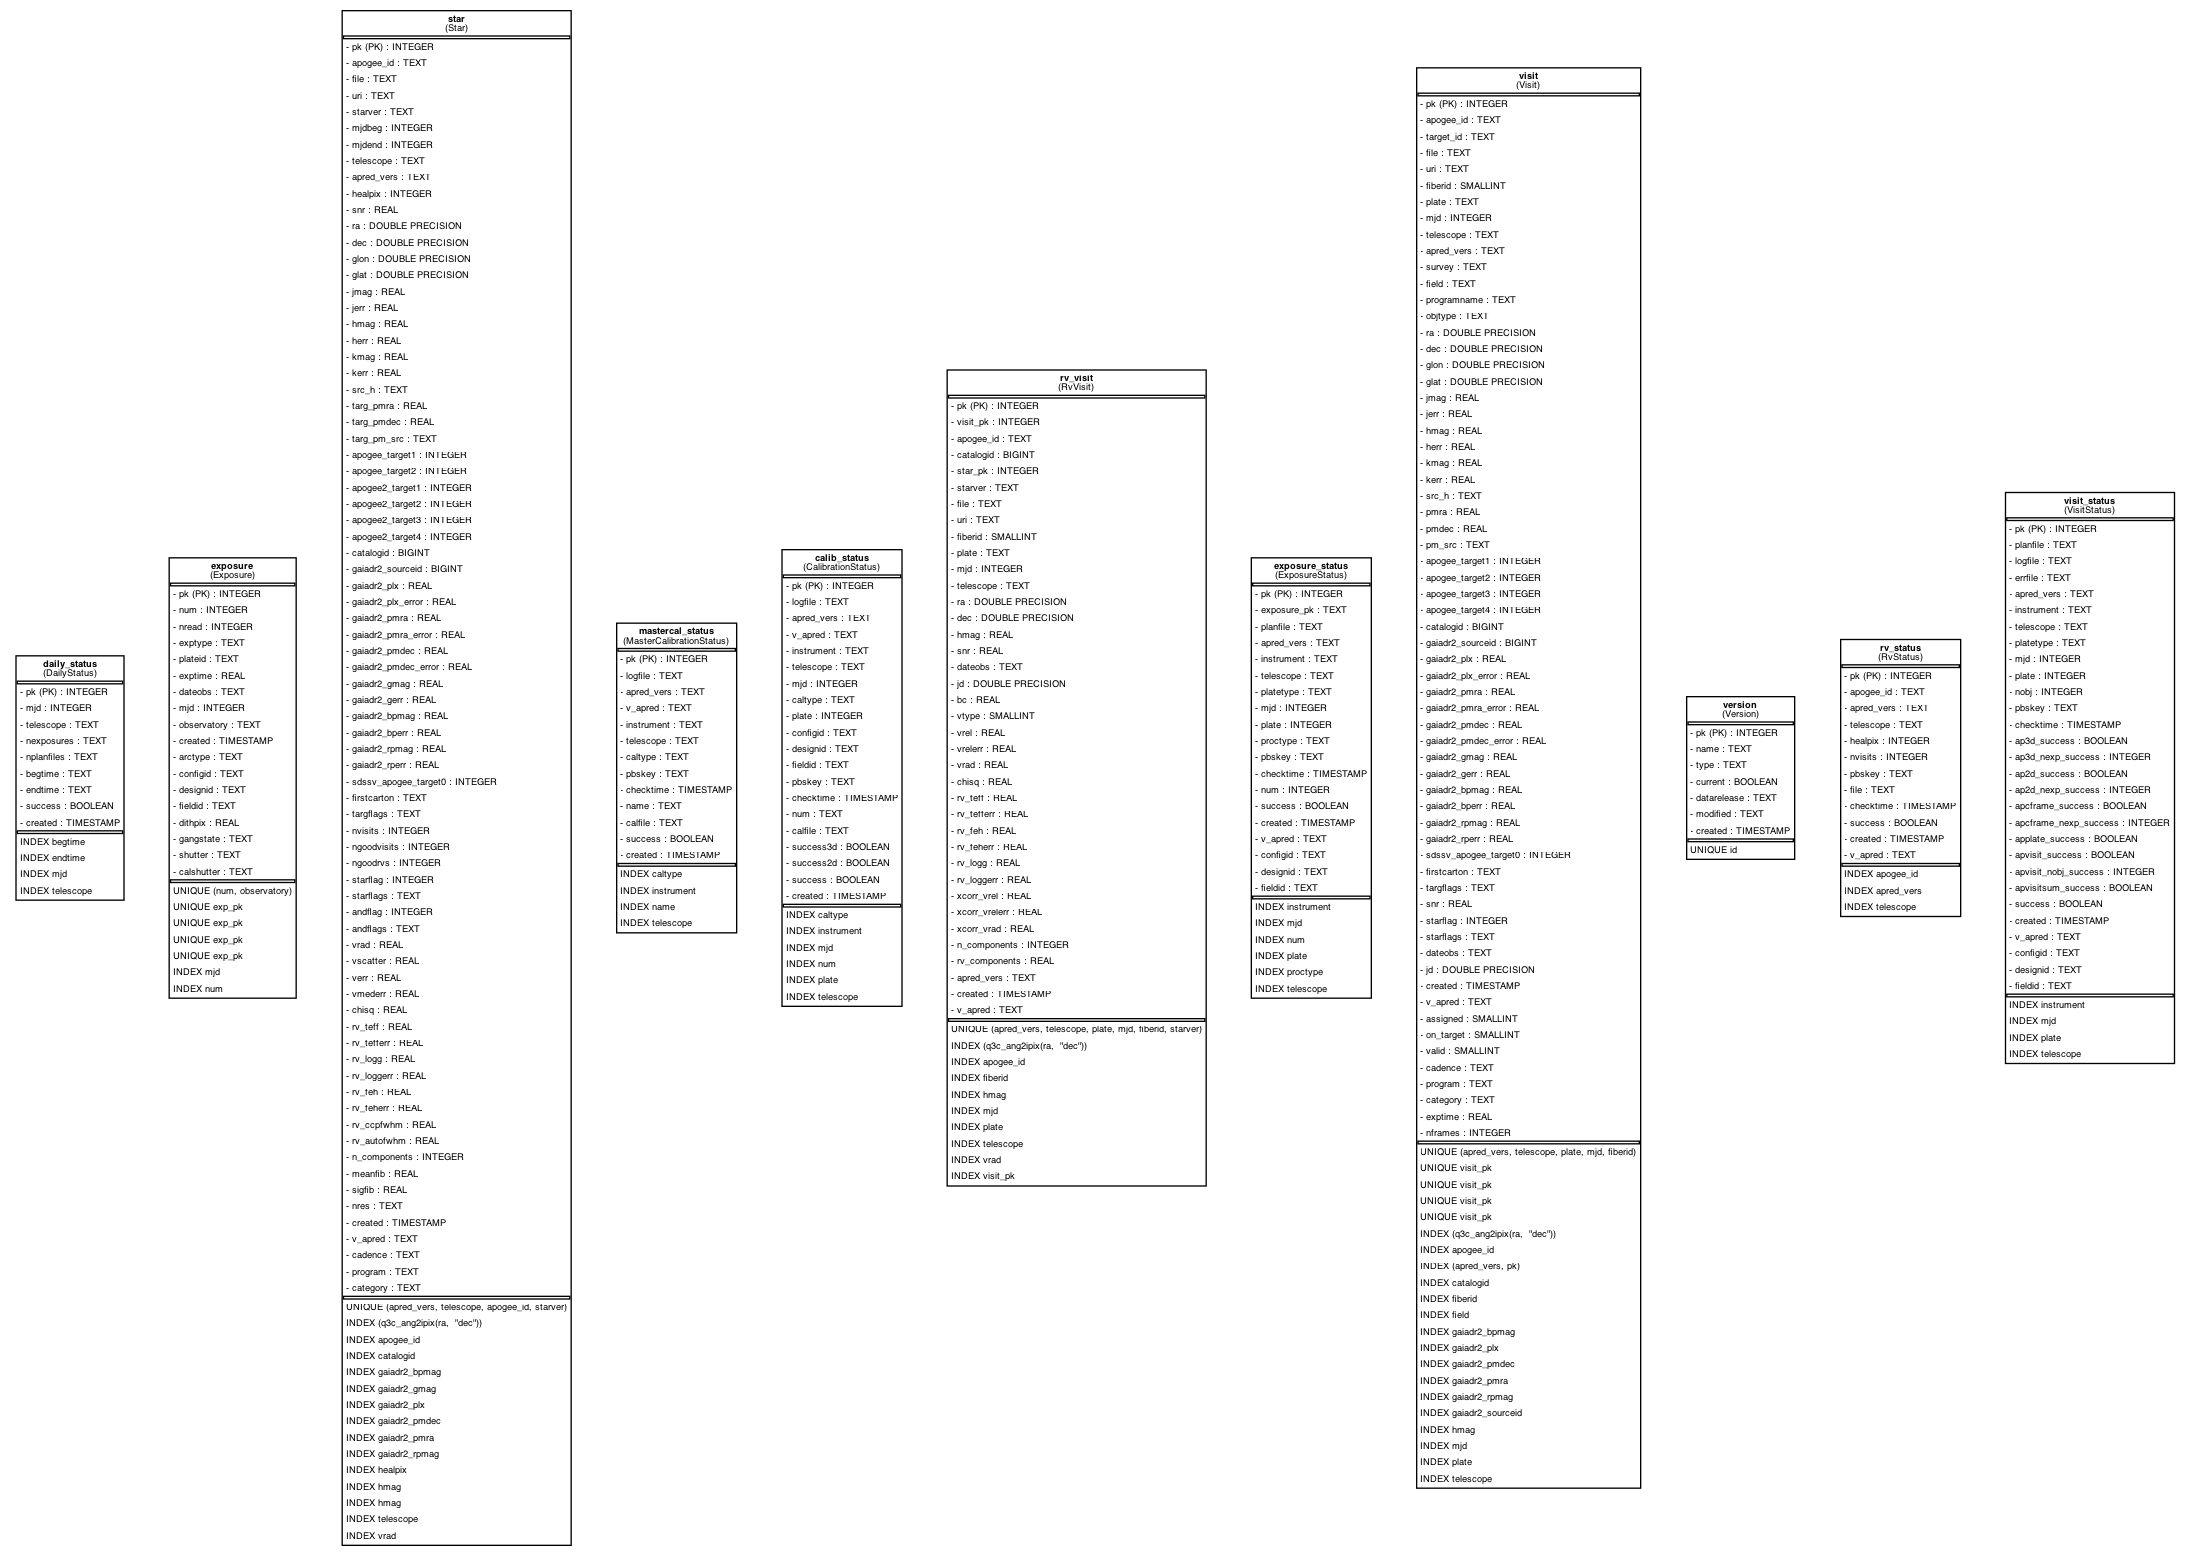 daily_status
(DailyStatus)
- pk (PK) : INTEGER
- mjd : INTEGER
- telescope : TEXT
- nexposures : TEXT
- nplanfiles : TEXT
- begtime : TEXT
- endtime : TEXT
- success : BOOLEAN
- created : TIMESTAMP
INDEX begtime
INDEX endtime
INDEX mjd
INDEX telescope
exposure
(Exposure)
- pk (PK) : INTEGER
- num : INTEGER
- nread : INTEGER
- exptype : TEXT
- plateid : TEXT
- exptime : REAL
- dateobs : TEXT
- mjd : INTEGER
- observatory : TEXT
- created : TIMESTAMP
- arctype : TEXT
- configid : TEXT
- designid : TEXT
- fieldid : TEXT
- dithpix : REAL
- gangstate : TEXT
- shutter : TEXT
- calshutter : TEXT
UNIQUE (num, observatory)
UNIQUE exp_pk
UNIQUE exp_pk
UNIQUE exp_pk
UNIQUE exp_pk
INDEX mjd
INDEX num
star
(Star)
- pk (PK) : INTEGER
- apogee_id : TEXT
- file : TEXT
- uri : TEXT
- starver : TEXT
- mjdbeg : INTEGER
- mjdend : INTEGER
- telescope : TEXT
- apred_vers : TEXT
- healpix : INTEGER
- snr : REAL
- ra : DOUBLE PRECISION
- dec : DOUBLE PRECISION
- glon : DOUBLE PRECISION
- glat : DOUBLE PRECISION
- jmag : REAL
- jerr : REAL
- hmag : REAL
- herr : REAL
- kmag : REAL
- kerr : REAL
- src_h : TEXT
- targ_pmra : REAL
- targ_pmdec : REAL
- targ_pm_src : TEXT
- apogee_target1 : INTEGER
- apogee_target2 : INTEGER
- apogee2_target1 : INTEGER
- apogee2_target2 : INTEGER
- apogee2_target3 : INTEGER
- apogee2_target4 : INTEGER
- catalogid : BIGINT
- gaiadr2_sourceid : BIGINT
- gaiadr2_plx : REAL
- gaiadr2_plx_error : REAL
- gaiadr2_pmra : REAL
- gaiadr2_pmra_error : REAL
- gaiadr2_pmdec : REAL
- gaiadr2_pmdec_error : REAL
- gaiadr2_gmag : REAL
- gaiadr2_gerr : REAL
- gaiadr2_bpmag : REAL
- gaiadr2_bperr : REAL
- gaiadr2_rpmag : REAL
- gaiadr2_rperr : REAL
- sdssv_apogee_target0 : INTEGER
- firstcarton : TEXT
- targflags : TEXT
- nvisits : INTEGER
- ngoodvisits : INTEGER
- ngoodrvs : INTEGER
- starflag : INTEGER
- starflags : TEXT
- andflag : INTEGER
- andflags : TEXT
- vrad : REAL
- vscatter : REAL
- verr : REAL
- vmederr : REAL
- chisq : REAL
- rv_teff : REAL
- rv_tefferr : REAL
- rv_logg : REAL
- rv_loggerr : REAL
- rv_feh : REAL
- rv_feherr : REAL
- rv_ccpfwhm : REAL
- rv_autofwhm : REAL
- n_components : INTEGER
- meanfib : REAL
- sigfib : REAL
- nres : TEXT
- created : TIMESTAMP
- v_apred : TEXT
- cadence : TEXT
- program : TEXT
- category : TEXT
UNIQUE (apred_vers, telescope, apogee_id, starver)
INDEX (q3c_ang2ipix(ra, "dec"))
INDEX apogee_id
INDEX catalogid
INDEX gaiadr2_bpmag
INDEX gaiadr2_gmag
INDEX gaiadr2_plx
INDEX gaiadr2_pmdec
INDEX gaiadr2_pmra
INDEX gaiadr2_rpmag
INDEX healpix
INDEX hmag
INDEX hmag
INDEX telescope
INDEX vrad
mastercal_status
(MasterCalibrationStatus)
- pk (PK) : INTEGER
- logfile : TEXT
- apred_vers : TEXT
- v_apred : TEXT
- instrument : TEXT
- telescope : TEXT
- caltype : TEXT
- pbskey : TEXT
- checktime : TIMESTAMP
- name : TEXT
- calfile : TEXT
- success : BOOLEAN
- created : TIMESTAMP
INDEX caltype
INDEX instrument
INDEX name
INDEX telescope
calib_status
(CalibrationStatus)
- pk (PK) : INTEGER
- logfile : TEXT
- apred_vers : TEXT
- v_apred : TEXT
- instrument : TEXT
- telescope : TEXT
- mjd : INTEGER
- caltype : TEXT
- plate : INTEGER
- configid : TEXT
- designid : TEXT
- fieldid : TEXT
- pbskey : TEXT
- checktime : TIMESTAMP
- num : TEXT
- calfile : TEXT
- success3d : BOOLEAN
- success2d : BOOLEAN
- success : BOOLEAN
- created : TIMESTAMP
INDEX caltype
INDEX instrument
INDEX mjd
INDEX num
INDEX plate
INDEX telescope
rv_visit
(RvVisit)
- pk (PK) : INTEGER
- visit_pk : INTEGER
- apogee_id : TEXT
- catalogid : BIGINT
- star_pk : INTEGER
- starver : TEXT
- file : TEXT
- uri : TEXT
- fiberid : SMALLINT
- plate : TEXT
- mjd : INTEGER
- telescope : TEXT
- ra : DOUBLE PRECISION
- dec : DOUBLE PRECISION
- hmag : REAL
- snr : REAL
- dateobs : TEXT
- jd : DOUBLE PRECISION
- bc : REAL
- vtype : SMALLINT
- vrel : REAL
- vrelerr : REAL
- vrad : REAL
- chisq : REAL
- rv_teff : REAL
- rv_tefferr : REAL
- rv_feh : REAL
- rv_feherr : REAL
- rv_logg : REAL
- rv_loggerr : REAL
- xcorr_vrel : REAL
- xcorr_vrelerr : REAL
- xcorr_vrad : REAL
- n_components : INTEGER
- rv_components : REAL
- apred_vers : TEXT
- created : TIMESTAMP
- v_apred : TEXT
UNIQUE (apred_vers, telescope, plate, mjd, fiberid, starver)
INDEX (q3c_ang2ipix(ra, "dec"))
INDEX apogee_id
INDEX fiberid
INDEX hmag
INDEX mjd
INDEX plate
INDEX telescope
INDEX vrad
INDEX visit_pk
exposure_status
(ExposureStatus)
- pk (PK) : INTEGER
- exposure_pk : TEXT
- planfile : TEXT
- apred_vers : TEXT
- instrument : TEXT
- telescope : TEXT
- platetype : TEXT
- mjd : INTEGER
- plate : INTEGER
- proctype : TEXT
- pbskey : TEXT
- checktime : TIMESTAMP
- num : INTEGER
- success : BOOLEAN
- created : TIMESTAMP
- v_apred : TEXT
- configid : TEXT
- designid : TEXT
- fieldid : TEXT
INDEX instrument
INDEX mjd
INDEX num
INDEX plate
INDEX proctype
INDEX telescope
visit
(Visit)
- pk (PK) : INTEGER
- apogee_id : TEXT
- target_id : TEXT
- file : TEXT
- uri : TEXT
- fiberid : SMALLINT
- plate : TEXT
- mjd : INTEGER
- telescope : TEXT
- apred_vers : TEXT
- survey : TEXT
- field : TEXT
- programname : TEXT
- objtype : TEXT
- ra : DOUBLE PRECISION
- dec : DOUBLE PRECISION
- glon : DOUBLE PRECISION
- glat : DOUBLE PRECISION
- jmag : REAL
- jerr : REAL
- hmag : REAL
- herr : REAL
- kmag : REAL
- kerr : REAL
- src_h : TEXT
- pmra : REAL
- pmdec : REAL
- pm_src : TEXT
- apogee_target1 : INTEGER
- apogee_target2 : INTEGER
- apogee_target3 : INTEGER
- apogee_target4 : INTEGER
- catalogid : BIGINT
- gaiadr2_sourceid : BIGINT
- gaiadr2_plx : REAL
- gaiadr2_plx_error : REAL
- gaiadr2_pmra : REAL
- gaiadr2_pmra_error : REAL
- gaiadr2_pmdec : REAL
- gaiadr2_pmdec_error : REAL
- gaiadr2_gmag : REAL
- gaiadr2_gerr : REAL
- gaiadr2_bpmag : REAL
- gaiadr2_bperr : REAL
- gaiadr2_rpmag : REAL
- gaiadr2_rperr : REAL
- sdssv_apogee_target0 : INTEGER
- firstcarton : TEXT
- targflags : TEXT
- snr : REAL
- starflag : INTEGER
- starflags : TEXT
- dateobs : TEXT
- jd : DOUBLE PRECISION
- created : TIMESTAMP
- v_apred : TEXT
- assigned : SMALLINT
- on_target : SMALLINT
- valid : SMALLINT
- cadence : TEXT
- program : TEXT
- category : TEXT
- exptime : REAL
- nframes : INTEGER
UNIQUE (apred_vers, telescope, plate, mjd, fiberid)
UNIQUE visit_pk
UNIQUE visit_pk
UNIQUE visit_pk
UNIQUE visit_pk
INDEX (q3c_ang2ipix(ra, "dec"))
INDEX apogee_id
INDEX (apred_vers, pk)
INDEX catalogid
INDEX fiberid
INDEX field
INDEX gaiadr2_bpmag
INDEX gaiadr2_plx
INDEX gaiadr2_pmdec
INDEX gaiadr2_pmra
INDEX gaiadr2_rpmag
INDEX gaiadr2_sourceid
INDEX hmag
INDEX mjd
INDEX plate
INDEX telescope
version
(Version)
- pk (PK) : INTEGER
- name : TEXT
- type : TEXT
- current : BOOLEAN
- datarelease : TEXT
- modified : TEXT
- created : TIMESTAMP
UNIQUE id
rv_status
(RvStatus)
- pk (PK) : INTEGER
- apogee_id : TEXT
- apred_vers : TEXT
- telescope : TEXT
- healpix : INTEGER
- nvisits : INTEGER
- pbskey : TEXT
- file : TEXT
- checktime : TIMESTAMP
- success : BOOLEAN
- created : TIMESTAMP
- v_apred : TEXT
INDEX apogee_id
INDEX apred_vers
INDEX telescope
visit_status
(VisitStatus)
- pk (PK) : INTEGER
- planfile : TEXT
- logfile : TEXT
- errfile : TEXT
- apred_vers : TEXT
- instrument : TEXT
- telescope : TEXT
- platetype : TEXT
- mjd : INTEGER
- plate : INTEGER
- nobj : INTEGER
- pbskey : TEXT
- checktime : TIMESTAMP
- ap3d_success : BOOLEAN
- ap3d_nexp_success : INTEGER
- ap2d_success : BOOLEAN
- ap2d_nexp_success : INTEGER
- apcframe_success : BOOLEAN
- apcframe_nexp_success : INTEGER
- applate_success : BOOLEAN
- apvisit_success : BOOLEAN
- apvisit_nobj_success : INTEGER
- apvisitsum_success : BOOLEAN
- success : BOOLEAN
- created : TIMESTAMP
- v_apred : TEXT
- configid : TEXT
- designid : TEXT
- fieldid : TEXT
INDEX instrument
INDEX mjd
INDEX plate
INDEX telescope